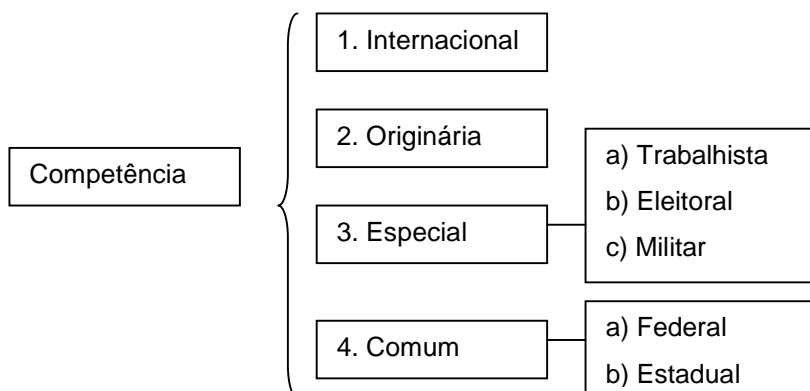 Competência
1. Internacional
2. Originária
3. Especial
a) Trabalhista
b) Eleitoral
c) Militar
4. Comum
a) Federal
b) Estadual